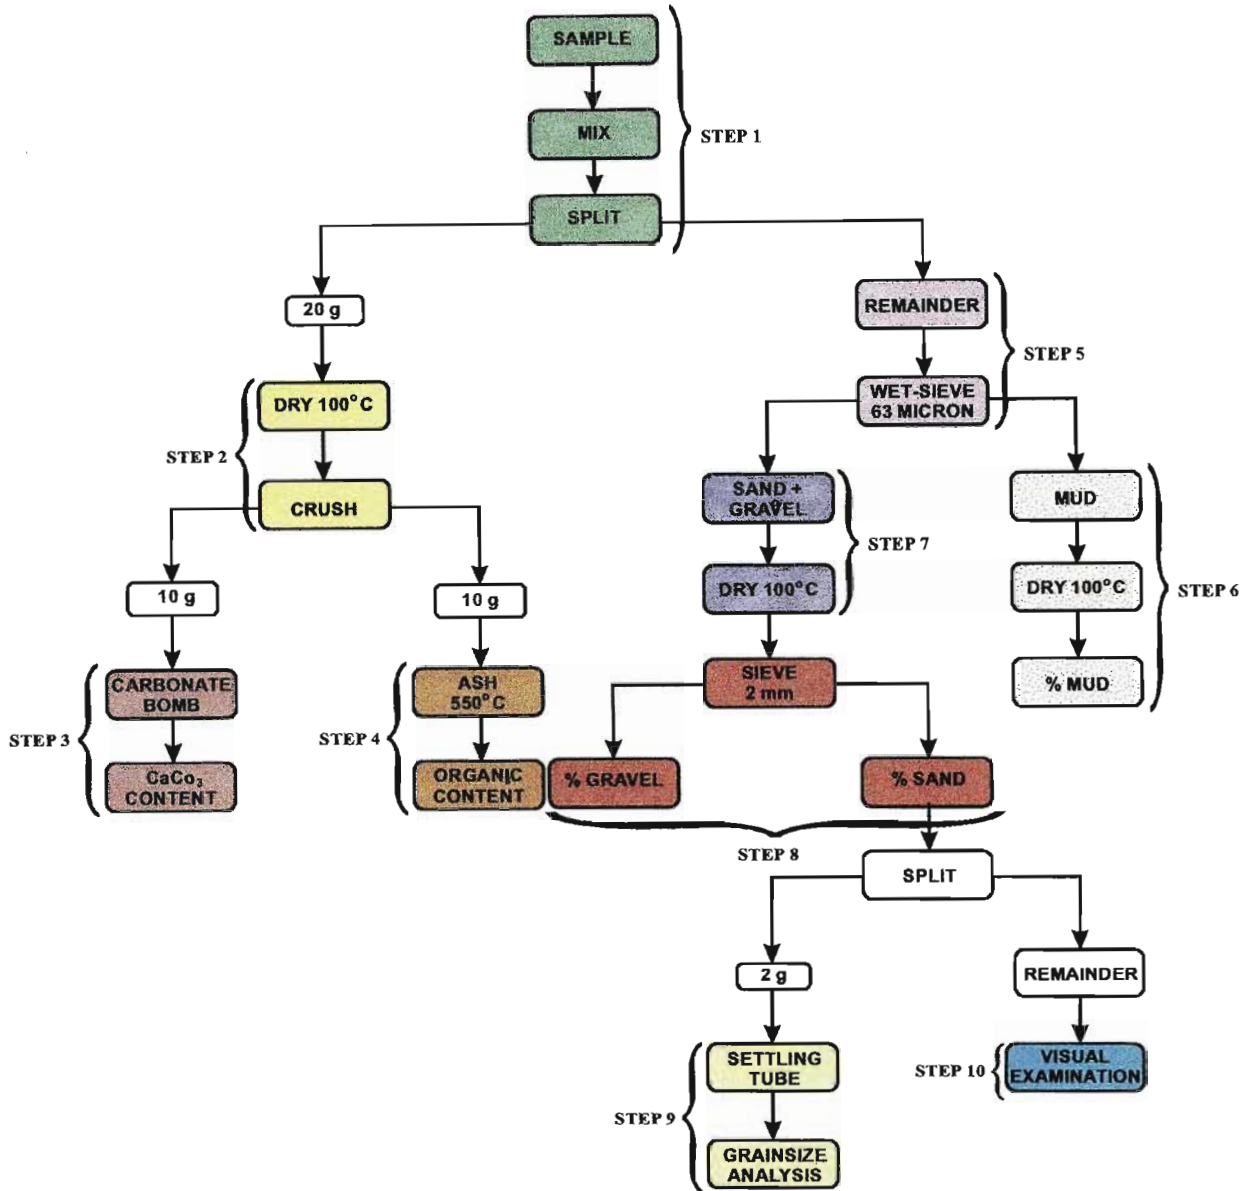 SAMPLE
MIX
STEP 1
SPLIT
20 g
REMAINDER
STEP 5
DRY 100°C
WET-SIEVE
63 MICRON
STEP 2
CRUSH
SAND +
GRAVEL
MUD
STEP 7
10 g
10 g
DRY 100°C
DRY 100°C
STEP 6
CARBONATE
BOMB
ASH
550°C
SIEVE
2 mm
% MUD
STEP 3
STEP 4
CaCo₃
CONTENT
ORGANIC
CONTENT
% GRAVEL
% SAND
STEP 8
SPLIT
2 g
REMAINDER
SETTLING
TUBE
STEP 10
VISUAL
EXAMINATION
STEP 9
GRAINSIZE
ANALYSIS